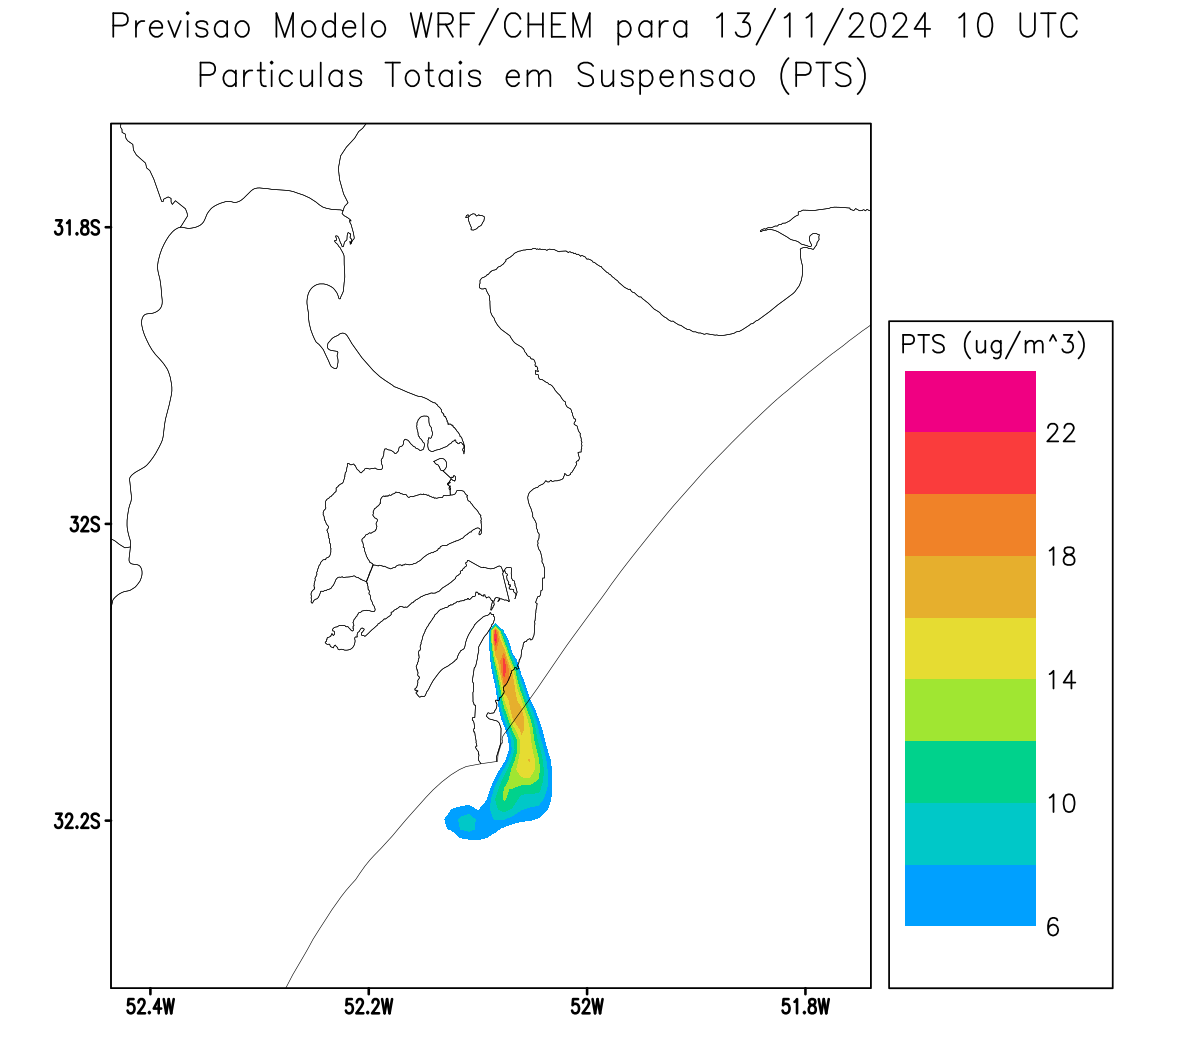 Previsao Modelo WRF/CHEM para 13/11/2024 10 UTC
Particulas Totais em Suspensao (PTS)
31.8S
32S
32.2S
52.4W
52.2W
52W
51.8W
PTS (ug/m^3)
22
18
14
10
6